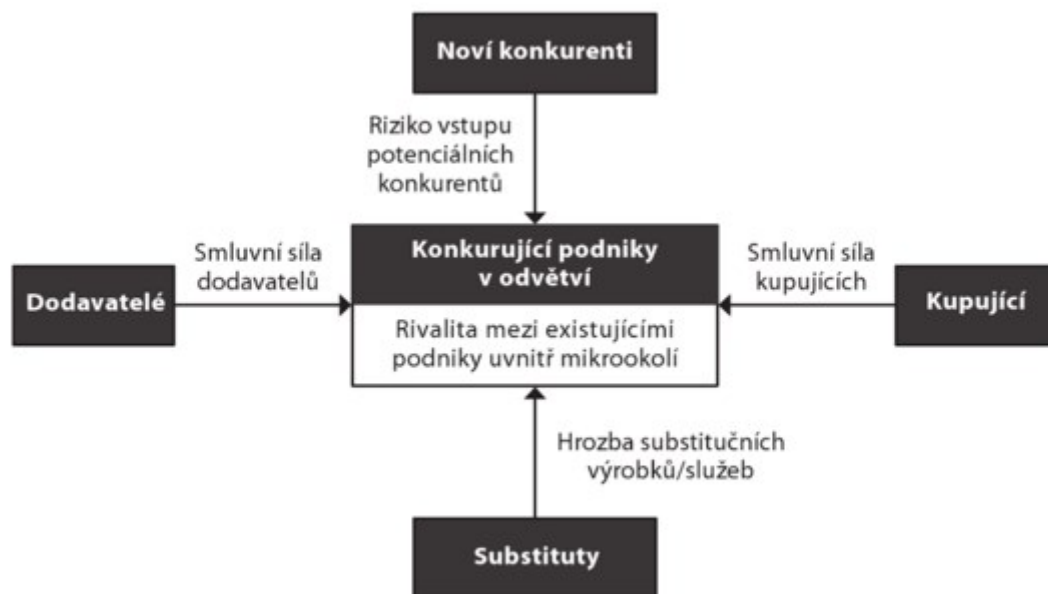 Noví konkurenti
Riziko vstupu
potenciálních
konkurentů
Smluvní síla
dodavatelů
Dodavatelé
Konkurující podniky
v odvětví
Rivalita mezi existujícími
podniky uvnitř mikrookolí
Smluvní síla
kupujících
Kupující
Hrozba substitučních
výrobků/služeb
Substituty